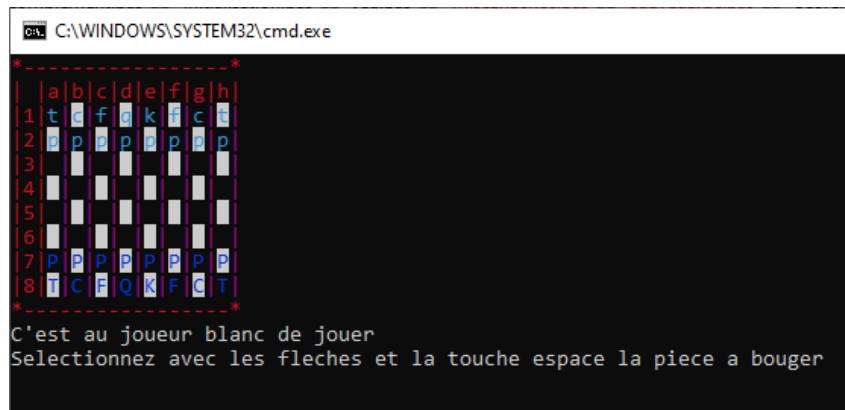 C:\WINDOWS\SYSTEM32\cmd.exe
*-----------------*
| |a|b|c|d|e|f|g|h|
|1|t|c|f|q|k|f|c|t|
|2|p|p|p|p|p|p|p|p|
|3| | | | | | | | |
|4| | | | | | | | |
|5| | | | | | | | |
|6| | | | | | | | |
|7|P|P|P|P|P|P|P|P|
|8|T|C|F|Q|K|F|C|T|
*-----------------*
C'est au joueur blanc de jouer
Selectionnez avec les fleches et la touche espace la piece a bouger